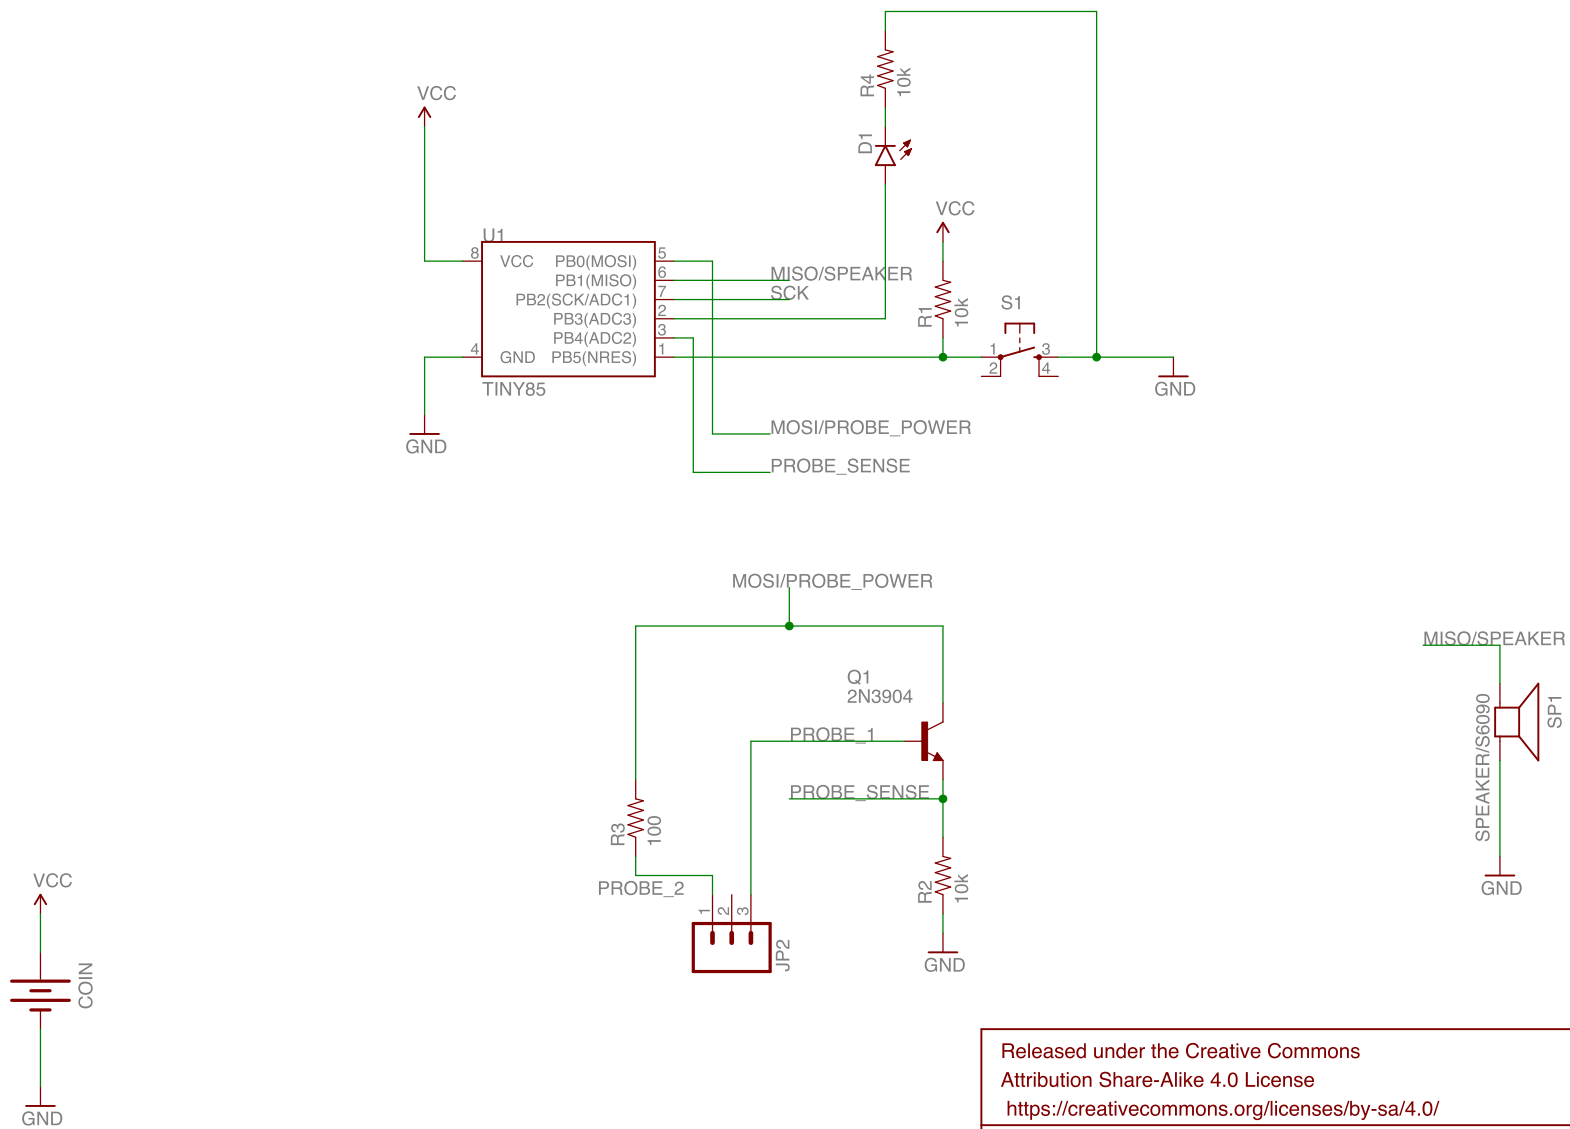 R4
10k
VCC
D1
VCC
U1
8
VCC
PB0(MOSI)
5
PB1(MISO)
6
MISO/SPEAKER
PB2(SCK/ADC1)
7
SCK
PB3(ADC3)
2
R1
10k
S1
PB4(ADC2)
3
4
GND
PB5(NRES)
1
1
3
2
4
TINY85
GND
GND
MOSI/PROBE_POWER
PROBE_SENSE
MOSI/PROBE_POWER
MISO/SPEAKER
Q1
2N3904
SPEAKER/S6090
SP1
PROBE_1
PROBE_SENSE
R3
100
PROBE_2
R2
10k
GND
VCC
1
2
3
JP2
GND
COIN
GND
Released under the Creative Commons
Attribution Share-Alike 4.0 License
https://creativecommons.org/licenses/by-sa/4.0/